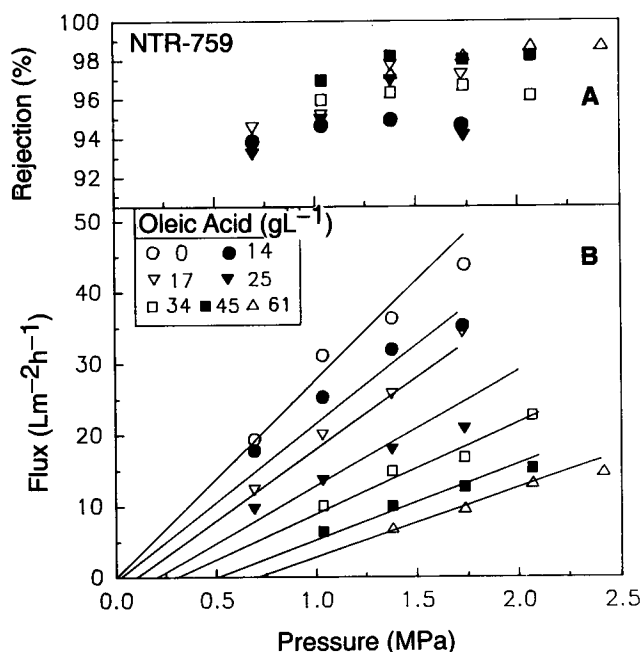 100
98
96
94
92
Rejection (%)
NTR-759
A
Oleic Acid (gL⁻¹)
0 14
17 25
34 45 61
B
50
40
30
20
10
0
Flux (Lm⁻²h⁻¹)
0.0 0.5 1.0 1.5 2.0 2.5
Pressure (MPa)